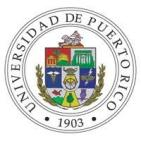 UNIVERSIDAD DE PUERTO RICO
• 1903 •